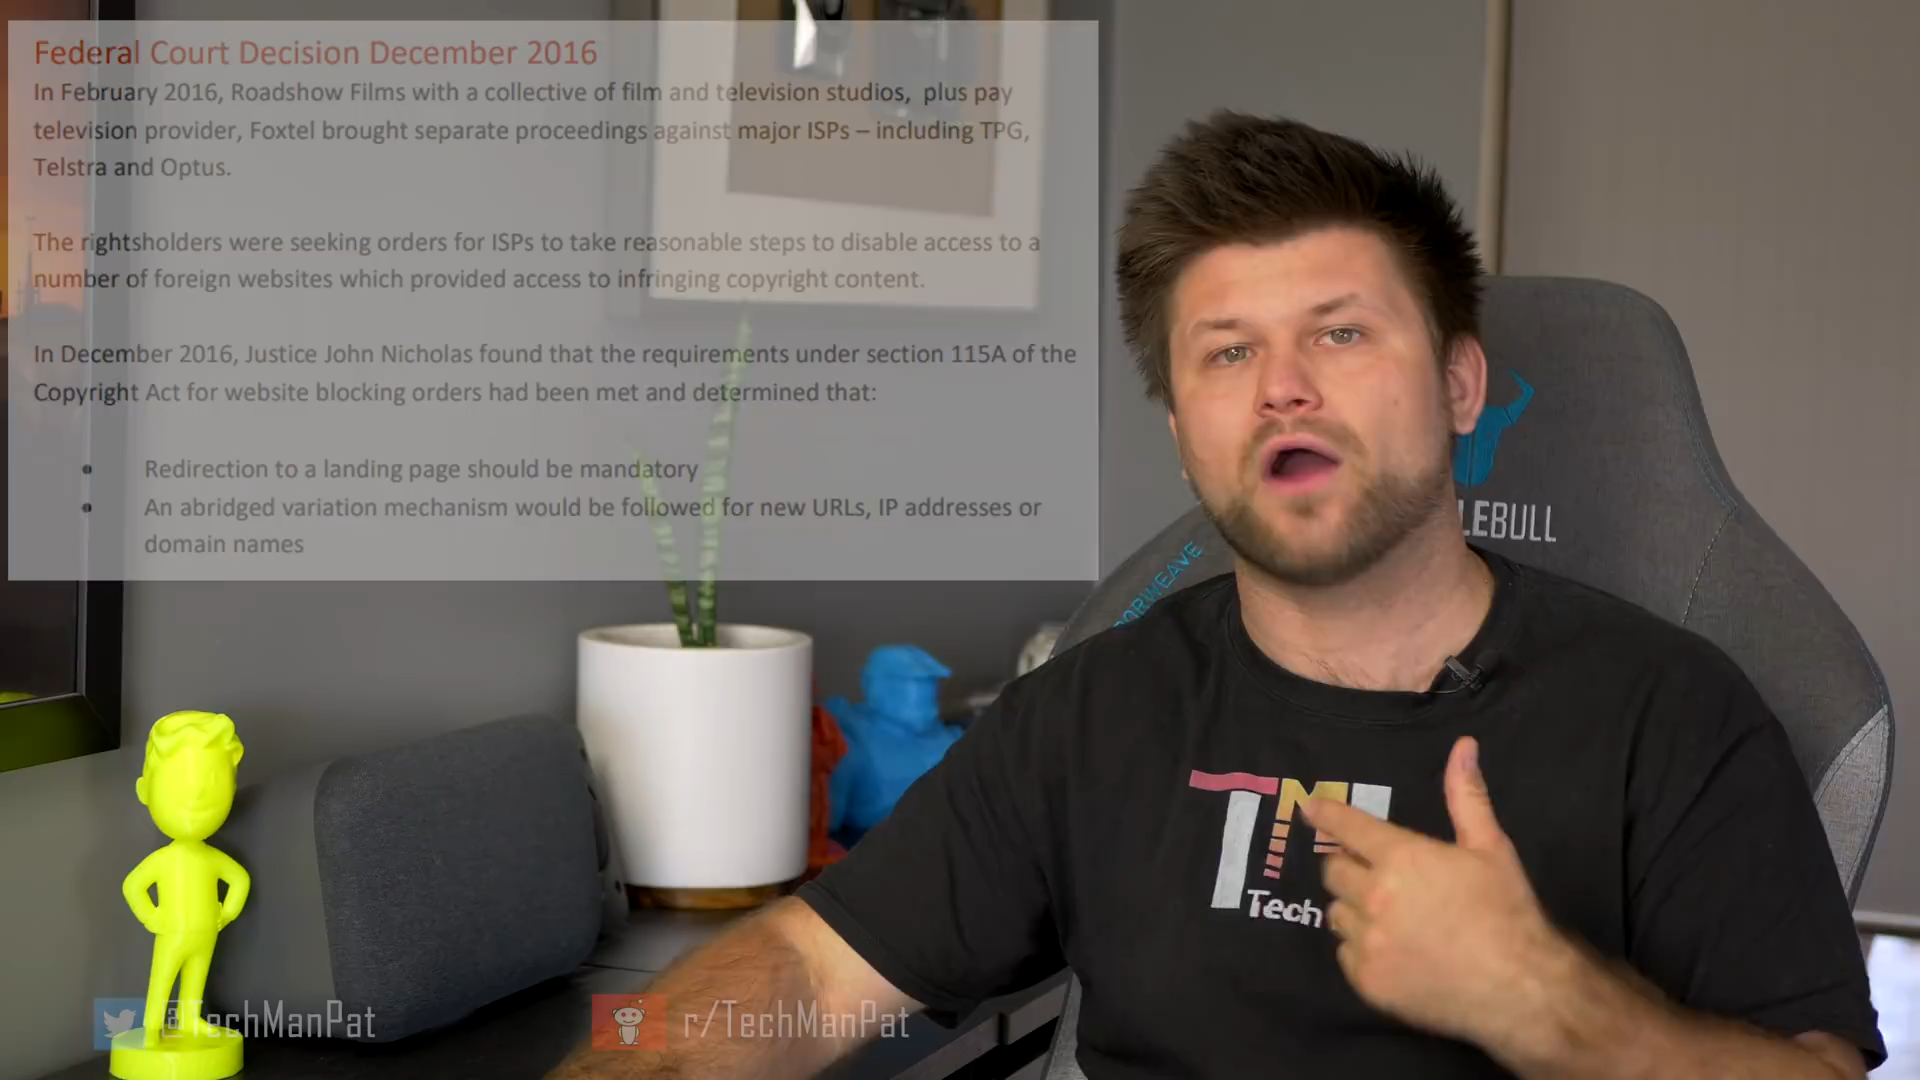 Federal Court Decision December 2016
In February 2016, Roadshow Films with a collective of film and television studios, plus pay
television provider, Foxtel brought separate proceedings against major ISPs – including TPG,
Telstra and Optus.
The rightsholders were seeking orders for ISPs to take reasonable steps to disable access to a
number of foreign websites which provided access to infringing copyright content.
In December 2016, Justice John Nicholas found that the requirements under section 115A of the
Copyright Act for website blocking orders had been met and determined that:
• Redirection to a landing page should be mandatory
• An abridged variation mechanism would be followed for new URLs, IP addresses or
domain names
LEBULL
ORWEAVE
TM
Tech
@TechManPat
r/TechManPat